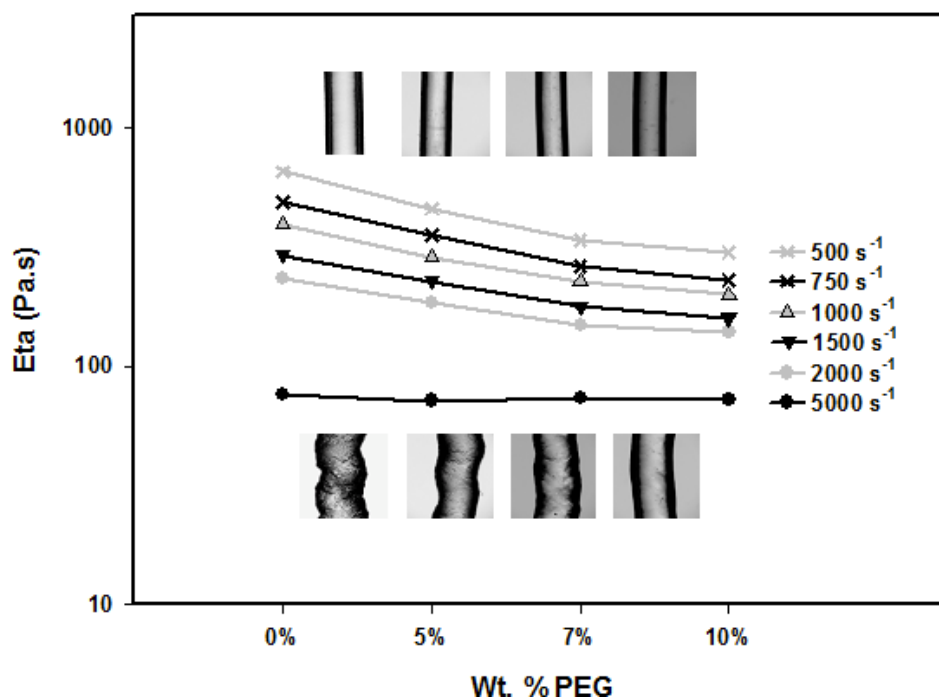 1000
100
10
Eta (Pa.s)
0% 5% 7% 10%
Wt. % PEG
500 s⁻¹
750 s⁻¹
1000 s⁻¹
1500 s⁻¹
2000 s⁻¹
5000 s⁻¹